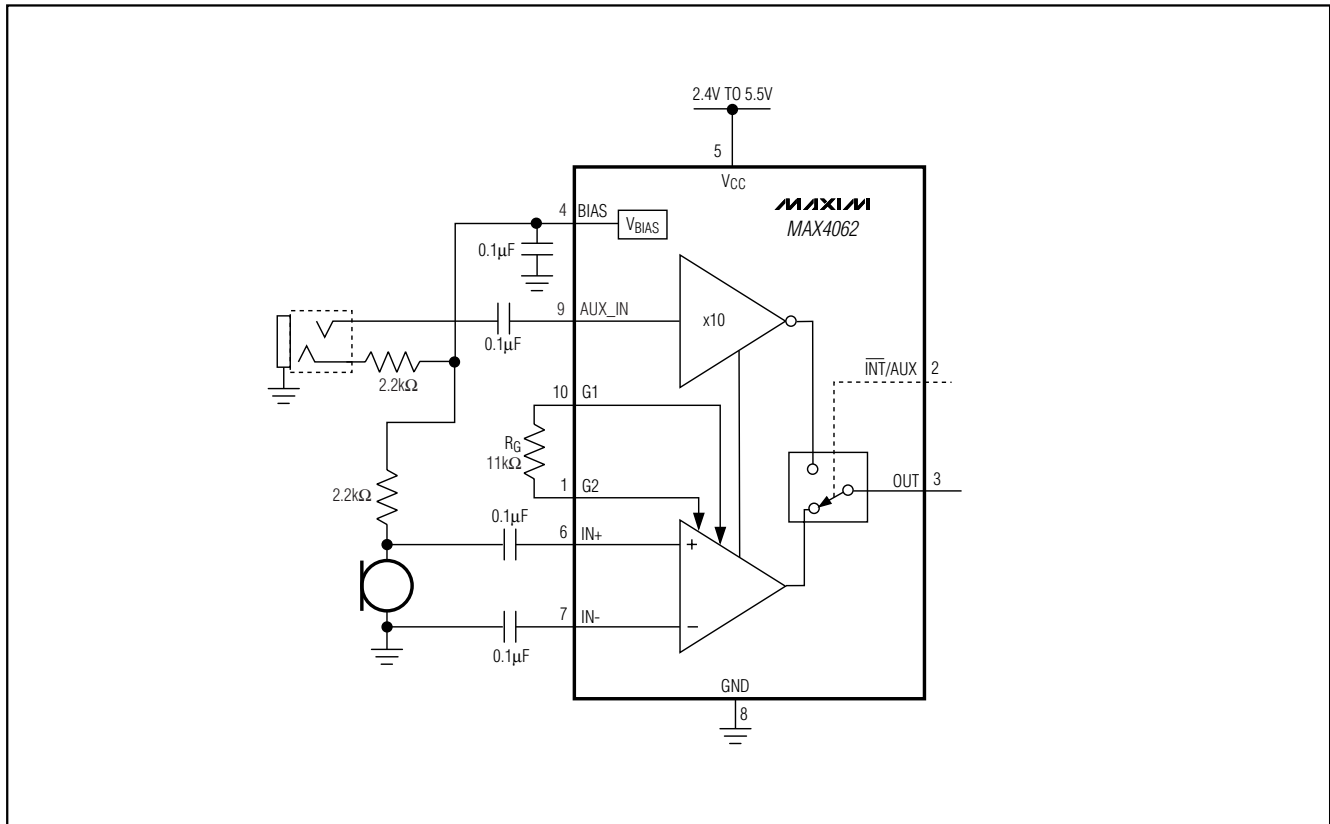 2.4V TO 5.5V
5
VCC
MAXIM
MAX4062
4 BIAS
VBIAS
0.1µF
9 AUX_IN
0.1µF
x10
2.2kΩ
INT/AUX 2
10 G1
RG
11kΩ
1 G2
OUT 3
2.2kΩ
0.1µF
6 IN+
+
7 IN-
−
0.1µF
GND
8